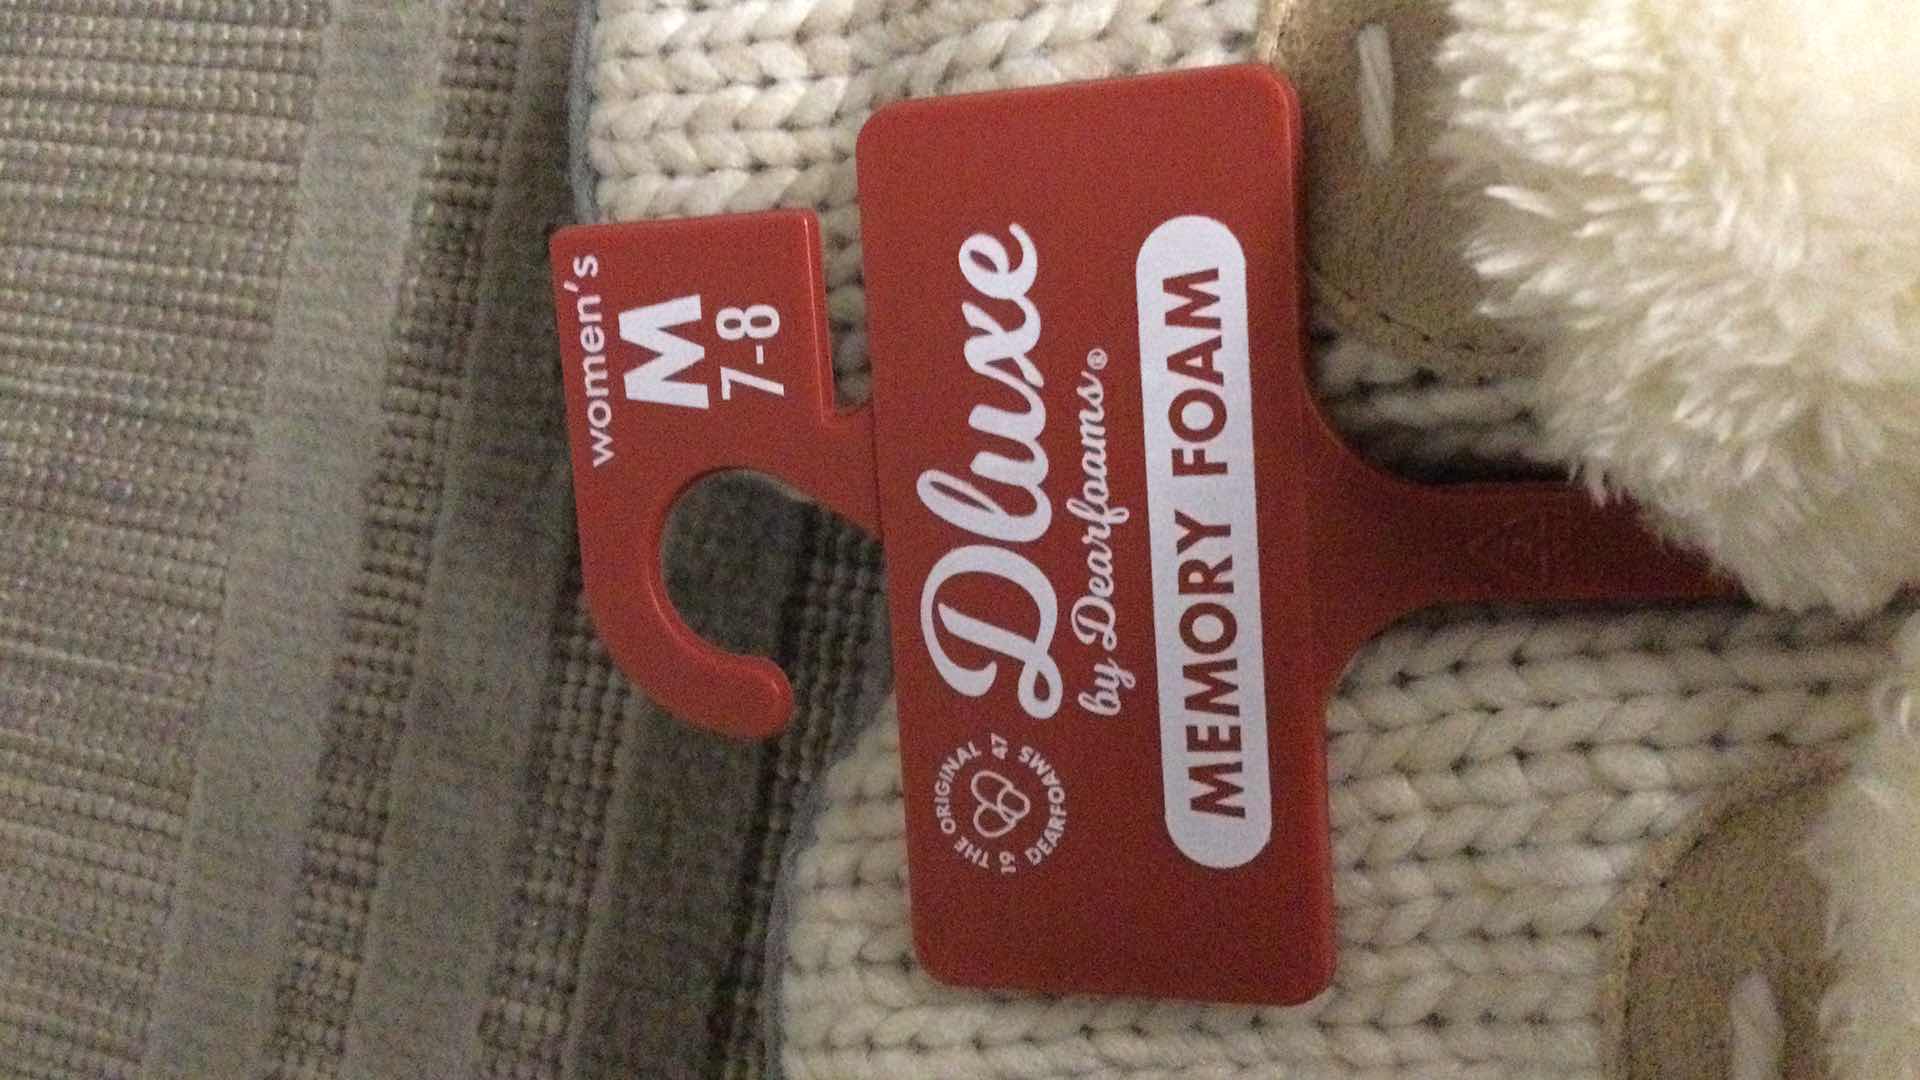 women's
M
7-8
THE ORIGINAL
19 47
DEARFOAMS
Dluxe
by Dearfoams®
MEMORY FOAM